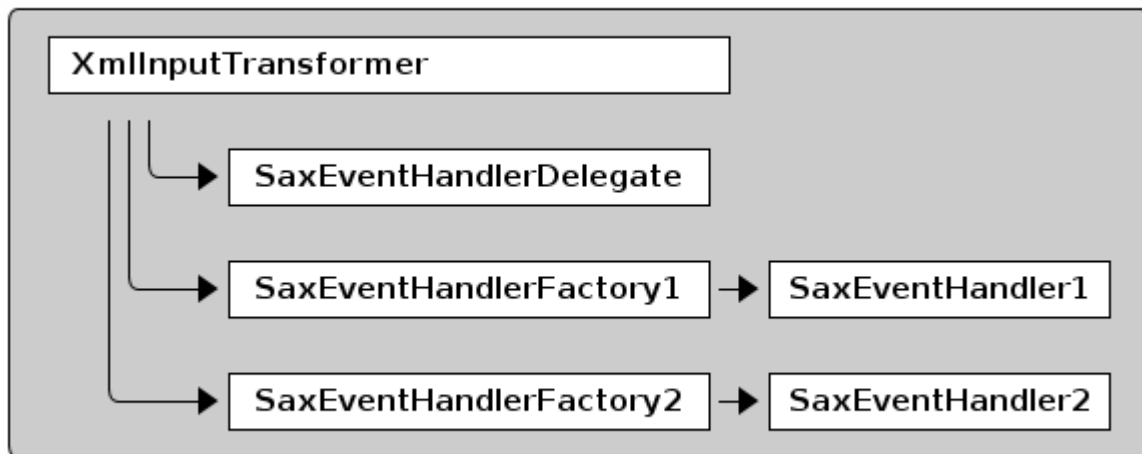 XmlInputTransformer
SaxEventHandlerDelegate
SaxEventHandlerFactory1
SaxEventHandler1
SaxEventHandlerFactory2
SaxEventHandler2